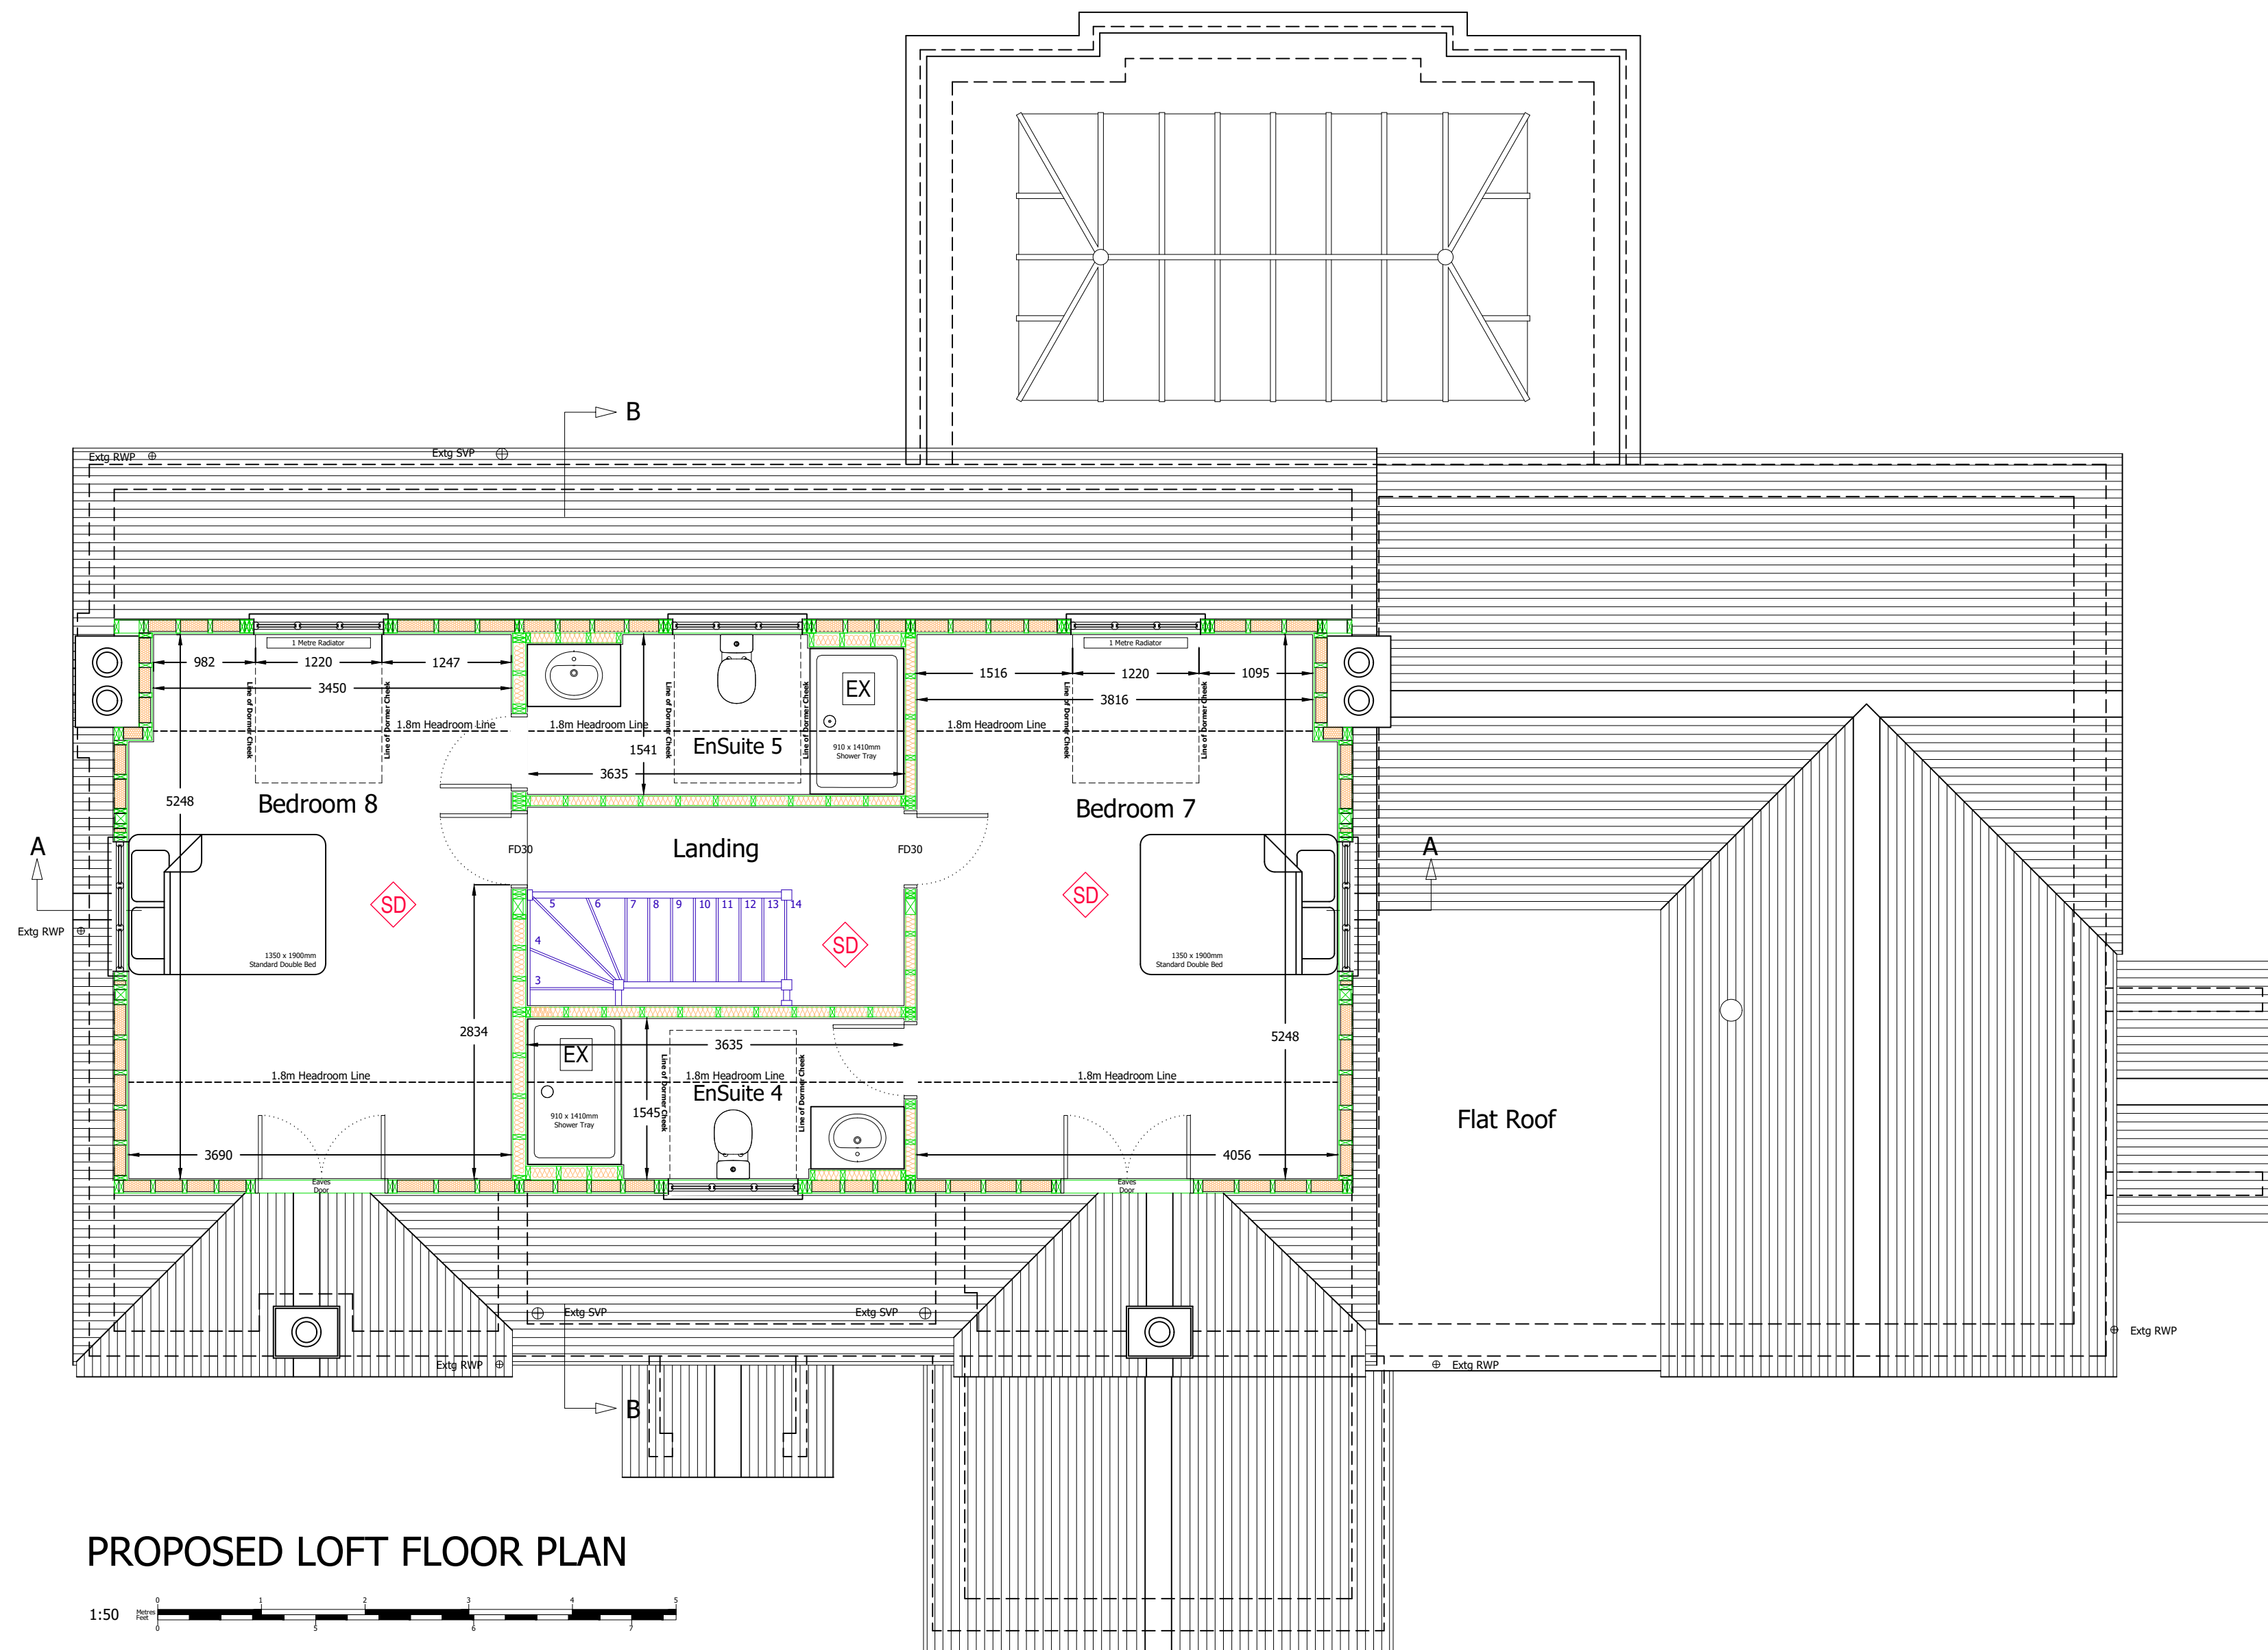 B
Extg RWP
Extg SVP
1 Metre Radiator
1 Metre Radiator
982
1220
1247
3450
EX
1516
1220
1095
3816
Line of Dormer Cheek
Line of Dormer Cheek
Line of Dormer Cheek
Line of Dormer Cheek
Line of Dormer Cheek
Line of Dormer Cheek
1.8m Headroom Line
1.8m Headroom Line
1.8m Headroom Line
1541
EnSuite 5
910 x 1410mm
Shower Tray
3635
5248
Bedroom 8
Bedroom 7
A
FD30
Landing
FD30
A
SD
SD
SD
5
6
7
8
9
10
11
12
13
14
4
3
Extg RWP
1350 x 1900mm
Standard Double Bed
1350 x 1900mm
Standard Double Bed
2834
5248
EX
3635
1.8m Headroom Line
1.8m Headroom Line
1.8m Headroom Line
Line of Dormer Cheek
Line of Dormer Cheek
EnSuite 4
910 x 1410mm
Shower Tray
1545
Flat Roof
3690
4056
Eaves
Door
Eaves
Door
Extg SVP
Extg SVP
Extg RWP
Extg RWP
Extg RWP
B
PROPOSED LOFT FLOOR PLAN
1:50
Metres
Feet
0
1
2
3
4
5
0
5
6
7